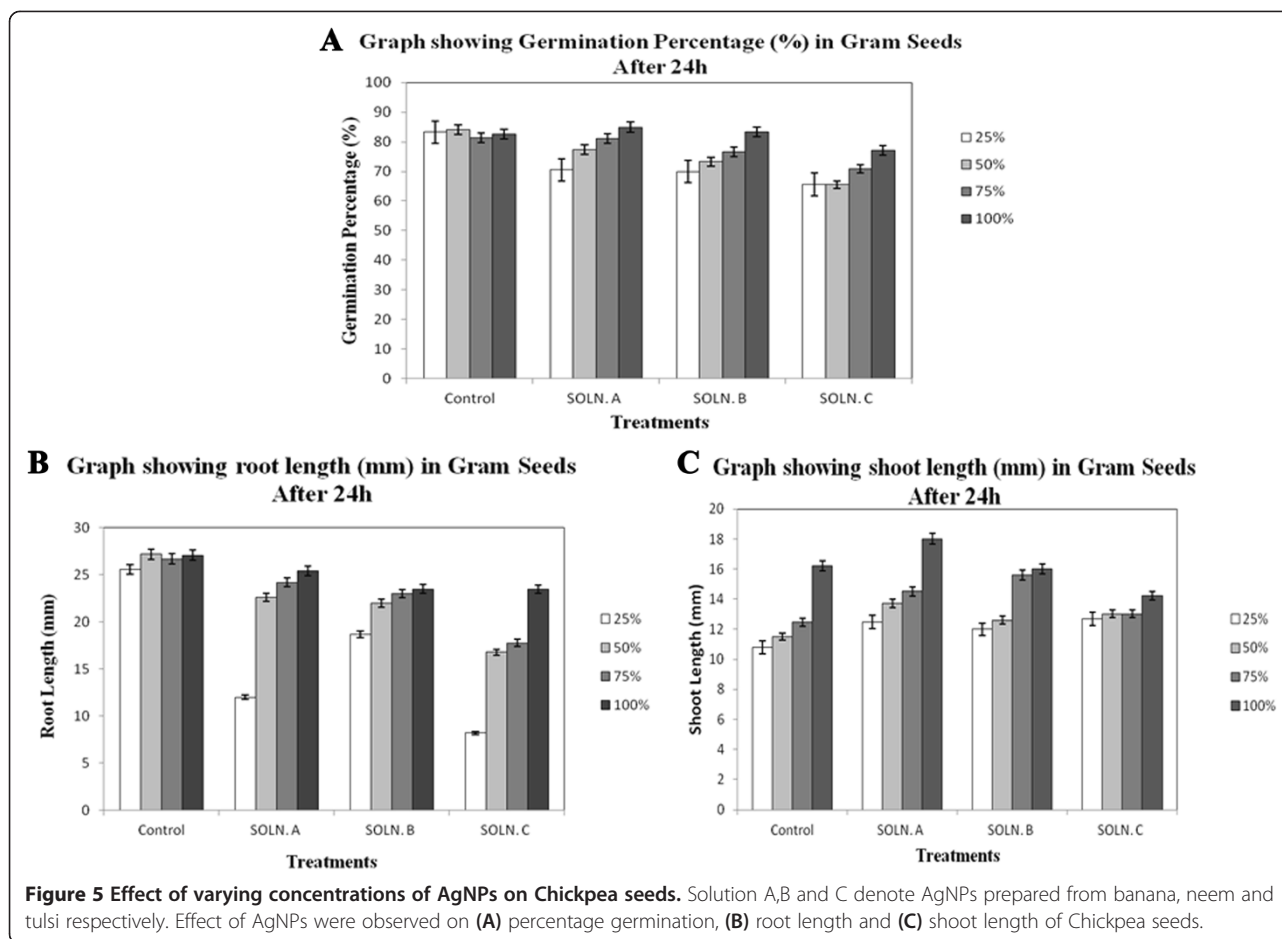 A Graph showing Germination Percentage (%) in Gram Seeds
After 24h
Germination Percentage (%)
100
90
80
70
60
50
40
30
20
10
0
Control
SOLN. A
SOLN. B
SOLN. C
Treatments
25%
50%
75%
100%
B Graph showing root length (mm) in Gram Seeds
After 24h
Root Length (mm)
30
25
20
15
10
5
0
Control
SOLN. A
SOLN. B
SOLN. C
Treatments
25%
50%
75%
100%
C Graph showing shoot length (mm) in Gram Seeds
After 24h
Shoot Length (mm)
20
18
16
14
12
10
8
6
4
2
0
Control
SOLN. A
SOLN. B
SOLN. C
Treatments
25%
50%
75%
100%
Figure 5 Effect of varying concentrations of AgNPs on Chickpea seeds. Solution A,B and C denote AgNPs prepared from banana, neem and
tulsi respectively. Effect of AgNPs were observed on (A) percentage germination, (B) root length and (C) shoot length of Chickpea seeds.